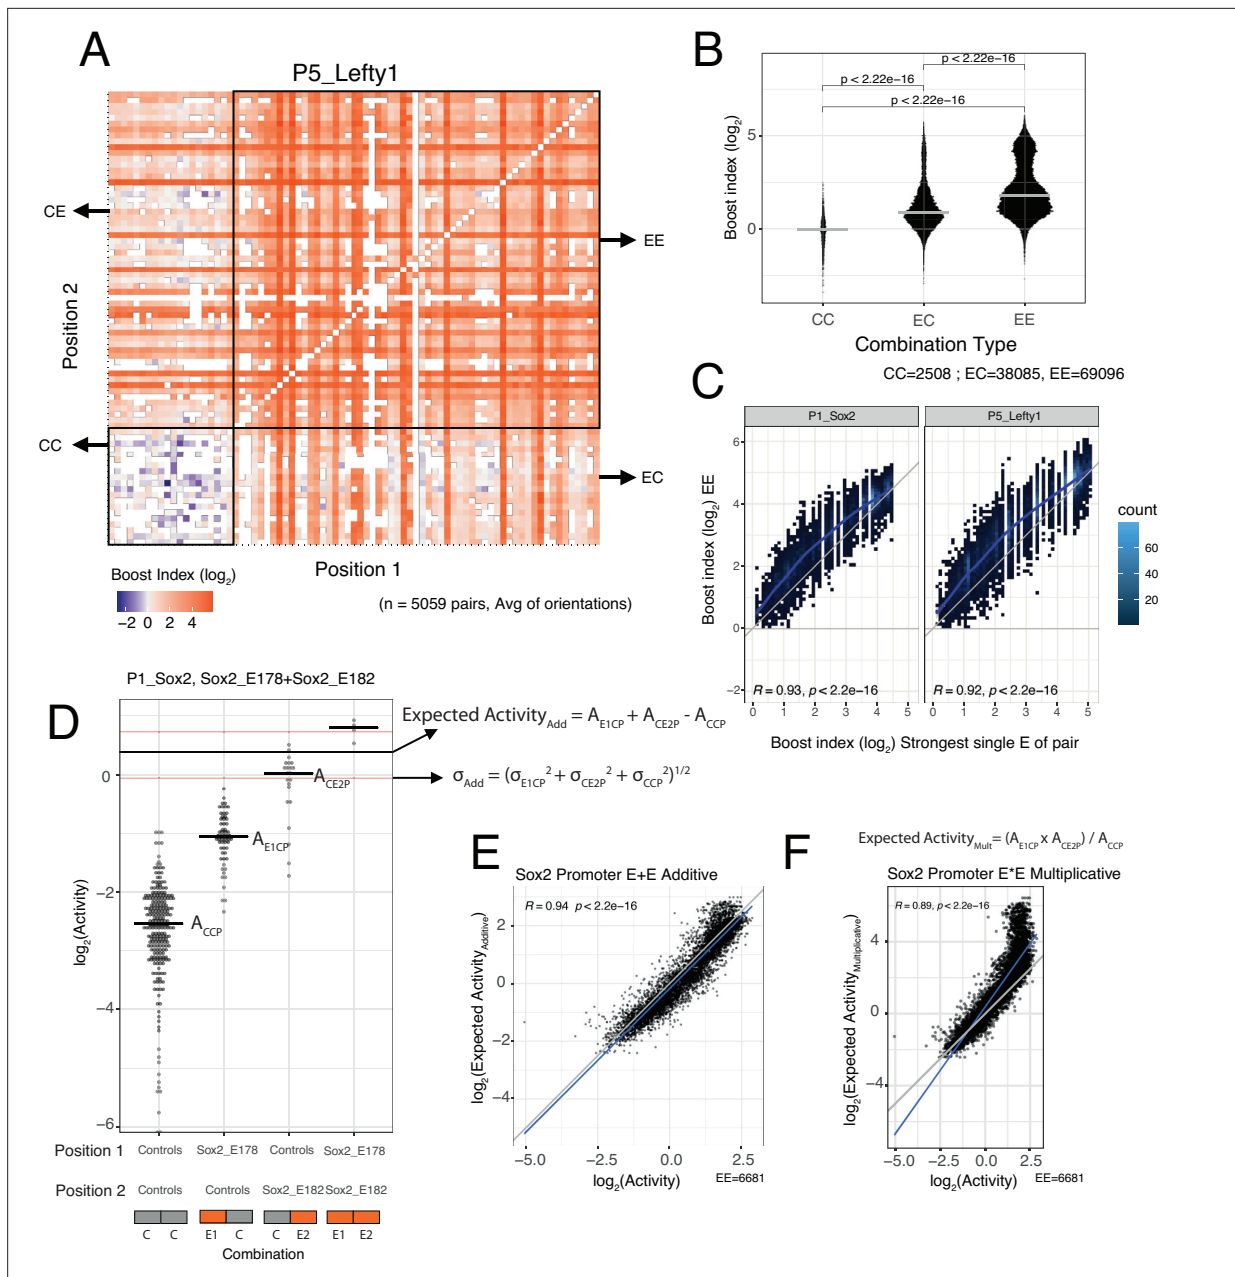 A
P5_Lefty1
CE
EE
CC
EC
Position 2
Position 1
Boost Index (log2)
−2 0 2 4
(n = 5059 pairs, Avg of orientations)
B
p < 2.22e−16
p < 2.22e−16
p < 2.22e−16
Boost index (log2)
5
0
CC EC EE
Combination Type
CC=2508 ; EC=38085, EE=69096
C
P1_Sox2 P5_Lefty1
Boost index (log2) EE
6
4
2
0
−2
R = 0.93, p < 2.2e−16
R = 0.92, p < 2.2e−16
0 1 2 3 4 5 0 1 2 3 4 5
Boost index (log2) Strongest single E of pair
count
60
40
20
D
P1_Sox2, Sox2_E178+Sox2_E182
log2(Activity)
0
−2
−4
−6
ACCP
AE1CP
ACE2P
Expected ActivityAdd = AE1CP + ACE2P - ACCP
σAdd = (σE1CP2 + σCE2P2 + σCCP2)1/2
Position 1 Controls Sox2_E178 Controls Sox2_E178
Position 2 Controls Controls Sox2_E182 Sox2_E182
C C E1 C C E2 E1 E2
Combination
E
Sox2 Promoter E+E Additive
R = 0.94 p < 2.2e−16
log2(Expected ActivityAdditive)
2
0
−2
−4
−5.0 −2.5 0.0 2.5
log2(Activity)
EE=6681
F
Expected ActivityMult = (AE1CP x ACE2P) / ACCP
Sox2 Promoter E*E Multiplicative
R = 0.89, p < 2.2e−16
log2(Expected ActivityMultiplicative)
4
0
−4
−5.0 −2.5 0.0 2.5
log2(Activity)
EE=6681